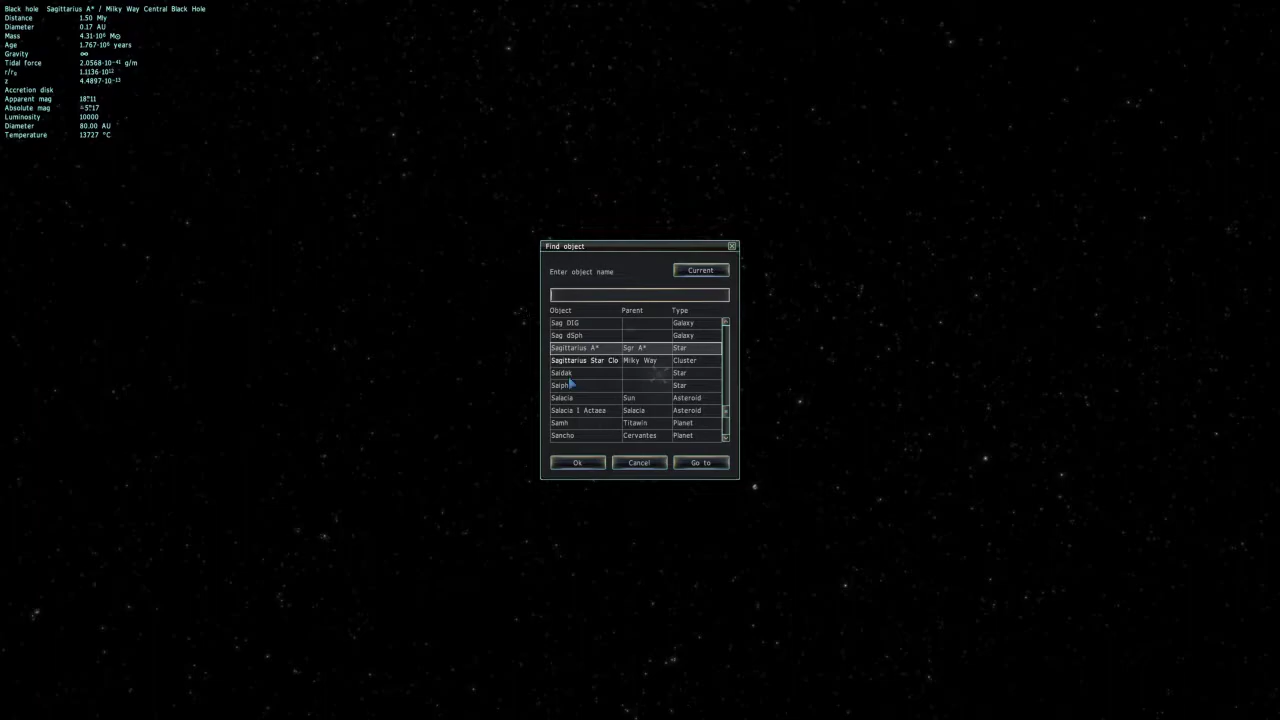 Black hole Sagittarius A* / Milky Way Central Black Hole
Distance 1.50 Mly
Diameter 0.17 AU
Mass 4.31·10⁶ M⊙
Age 1.767·10⁶ years
Gravity ∞
Tidal force 2.0568·10⁻⁴¹ g/m
r/rg 1.1136·10¹²
z 4.4897·10⁻¹³
Accretion disk
Apparent mag 18ᵐ11
Absolute mag -5ᵐ17
Luminosity 10000
Diameter 80.00 AU
Temperature 13727 °C
Find object
Enter object name Current
Object Parent Type
Sag DIG Galaxy
Sag dSph Galaxy
Sagittarius A* Sgr A* Star
Sagittarius Star Clo Milky Way Cluster
Saidak Star
Saiph Star
Salacia Sun Asteroid
Salacia I Actaea Salacia Asteroid
Samh Titawin Planet
Sancho Cervantes Planet
Ok Cancel Go to